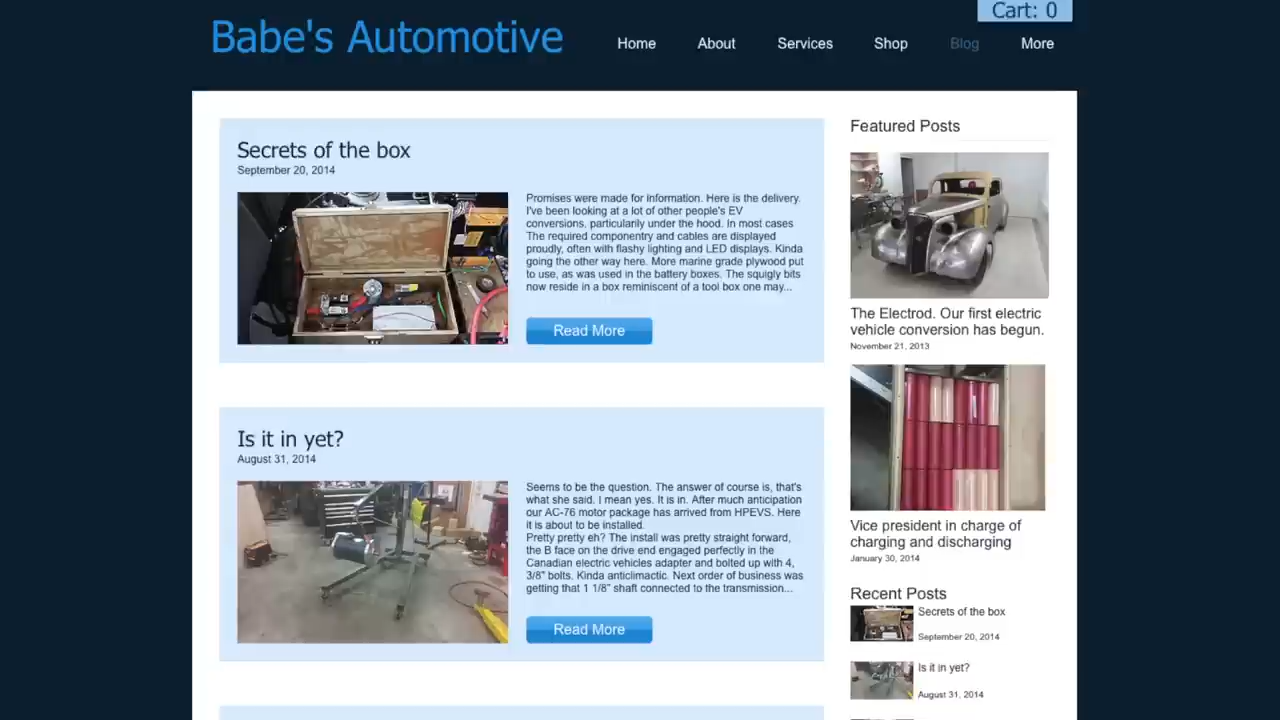 Cart: 0
Babe's Automotive
Home About Services Shop Blog More
Secrets of the box
September 20, 2014
Promises were made for information. Here is the delivery.
I've been looking at a lot of other people's EV
conversions, particularly under the hood. In most cases
The required componentry and cables are displayed
proudly, often with flashy lighting and LED displays. Kinda
going the other way here. More marine grade plywood put
to use, as was used in the battery boxes. The squigly bits
now reside in a box reminiscent of a tool box one may...
Read More
Is it in yet?
August 31, 2014
Seems to be the question. The answer of course is, that's
what she said. I mean yes. It is in. After much anticipation
our AC-76 motor package has arrived from HPEVS. Here
it is about to be installed.
Pretty pretty eh? The install was pretty straight forward,
the B face on the drive end engaged perfectly in the
Canadian electric vehicles adapter and bolted up with 4,
3/8" bolts. Kinda anticlimactic. Next order of business was
getting that 1 1/8" shaft connected to the transmission...
Read More
Featured Posts
The Electrod. Our first electric
vehicle conversion has begun.
November 21, 2013
Vice president in charge of
charging and discharging
January 30, 2014
Recent Posts
Secrets of the box
September 20, 2014
Is it in yet?
August 31, 2014